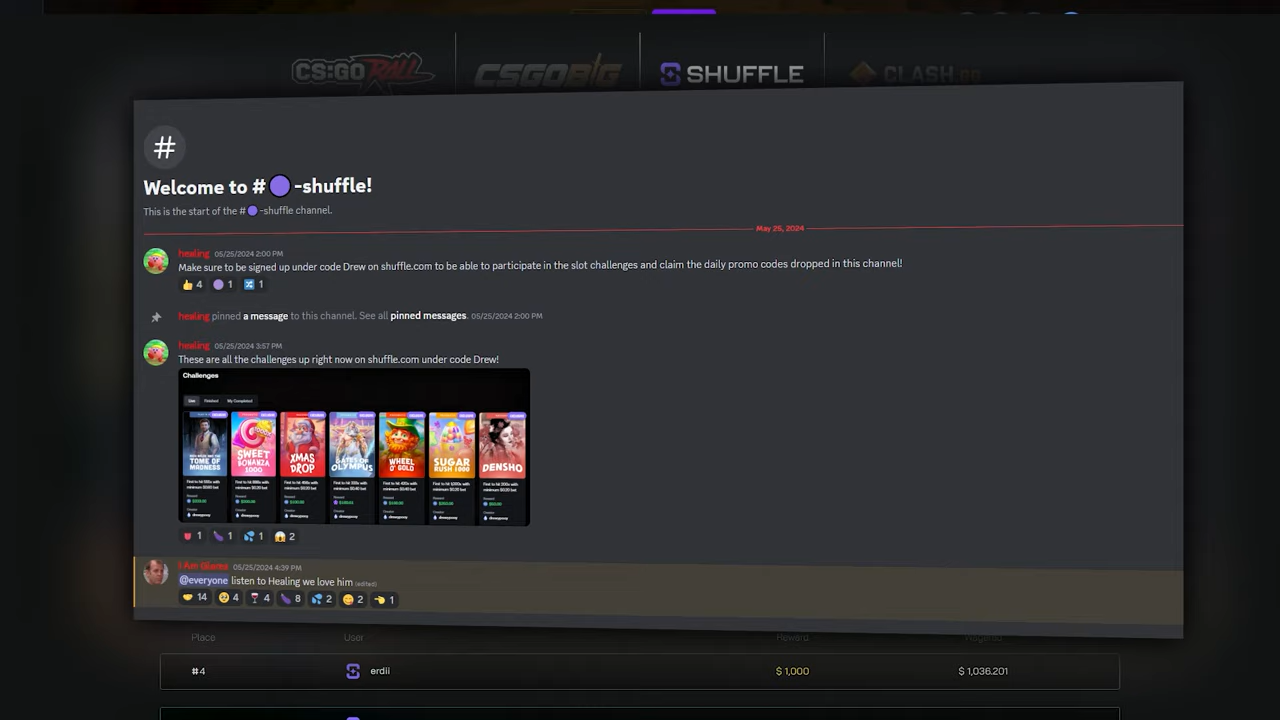 CS:GO ROLL
CSGOBIG
SHUFFLE
CLASH.GG
#
Welcome to # -shuffle!
This is the start of the # -shuffle channel.
May 25, 2024
healing 05/25/2024 2:00 PM
Make sure to be signed up under code Drew on shuffle.com to be able to participate in the slot challenges and claim the daily promo codes dropped in this channel!
4 1 1
healing pinned a message to this channel. See all pinned messages. 05/25/2024 2:00 PM
healing 05/25/2024 3:57 PM
These are all the challenges up right now on shuffle.com under code Drew!
Challenges
Live Finished My Completed
TOME OF MADNESS
SWEET BONANZA 1000
XMAS DROP
GATES OF OLYMPUS
WHEEL O' GOLD
SUGAR RUSH 1000
DENSHO
1 1 1 2
05/25/2024 4:39 PM
@everyone listen to Healing we love him (edited)
14 4 4 8 2 2 1
Place User Reward Wagered
#4 erdii $ 1,000 $ 1,036.201